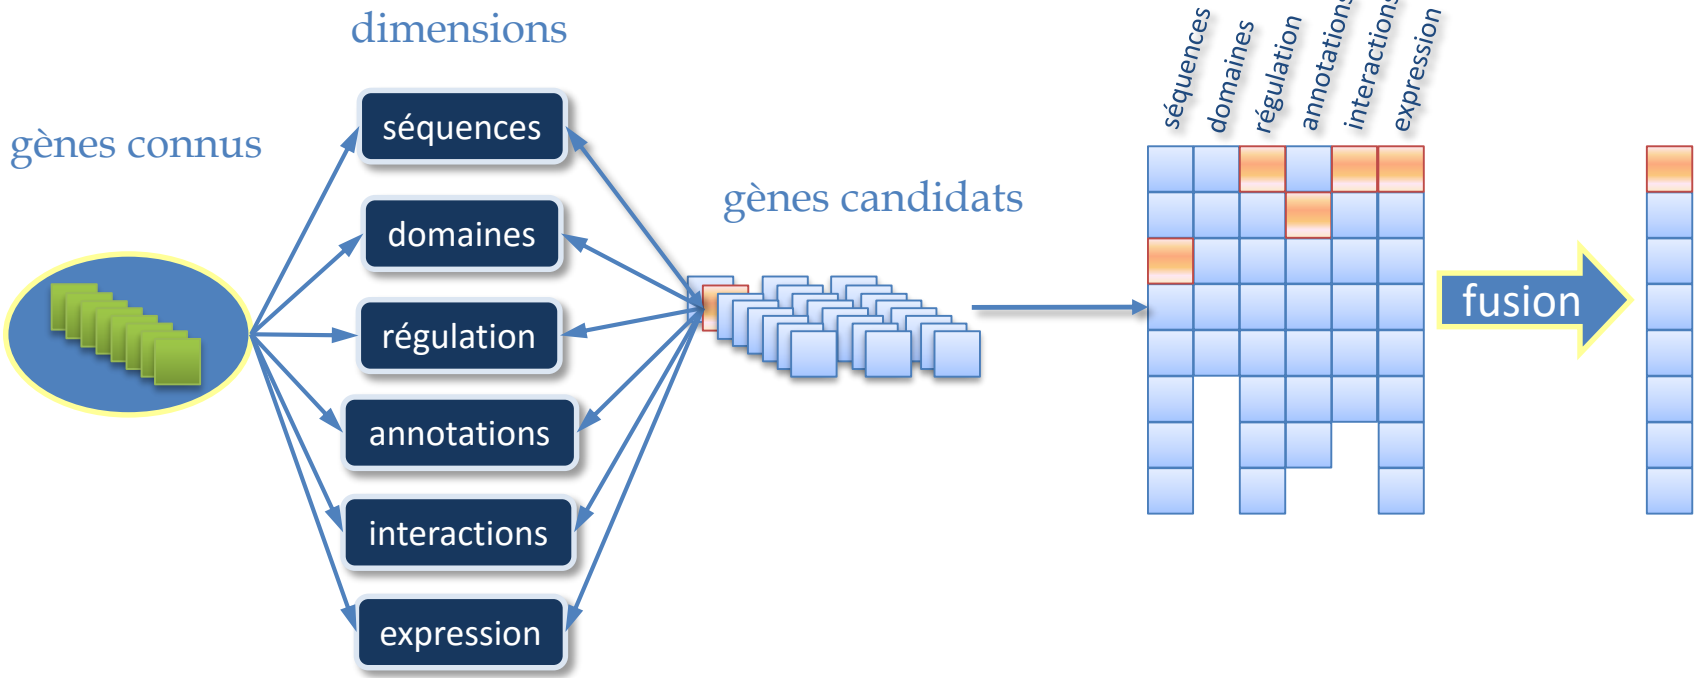 dimensions
gènes connus
séquences
domaines
régulation
annotations
interactions
expression
gènes candidats
séquences
domaines
régulation
annotations
interactions
expression
fusion